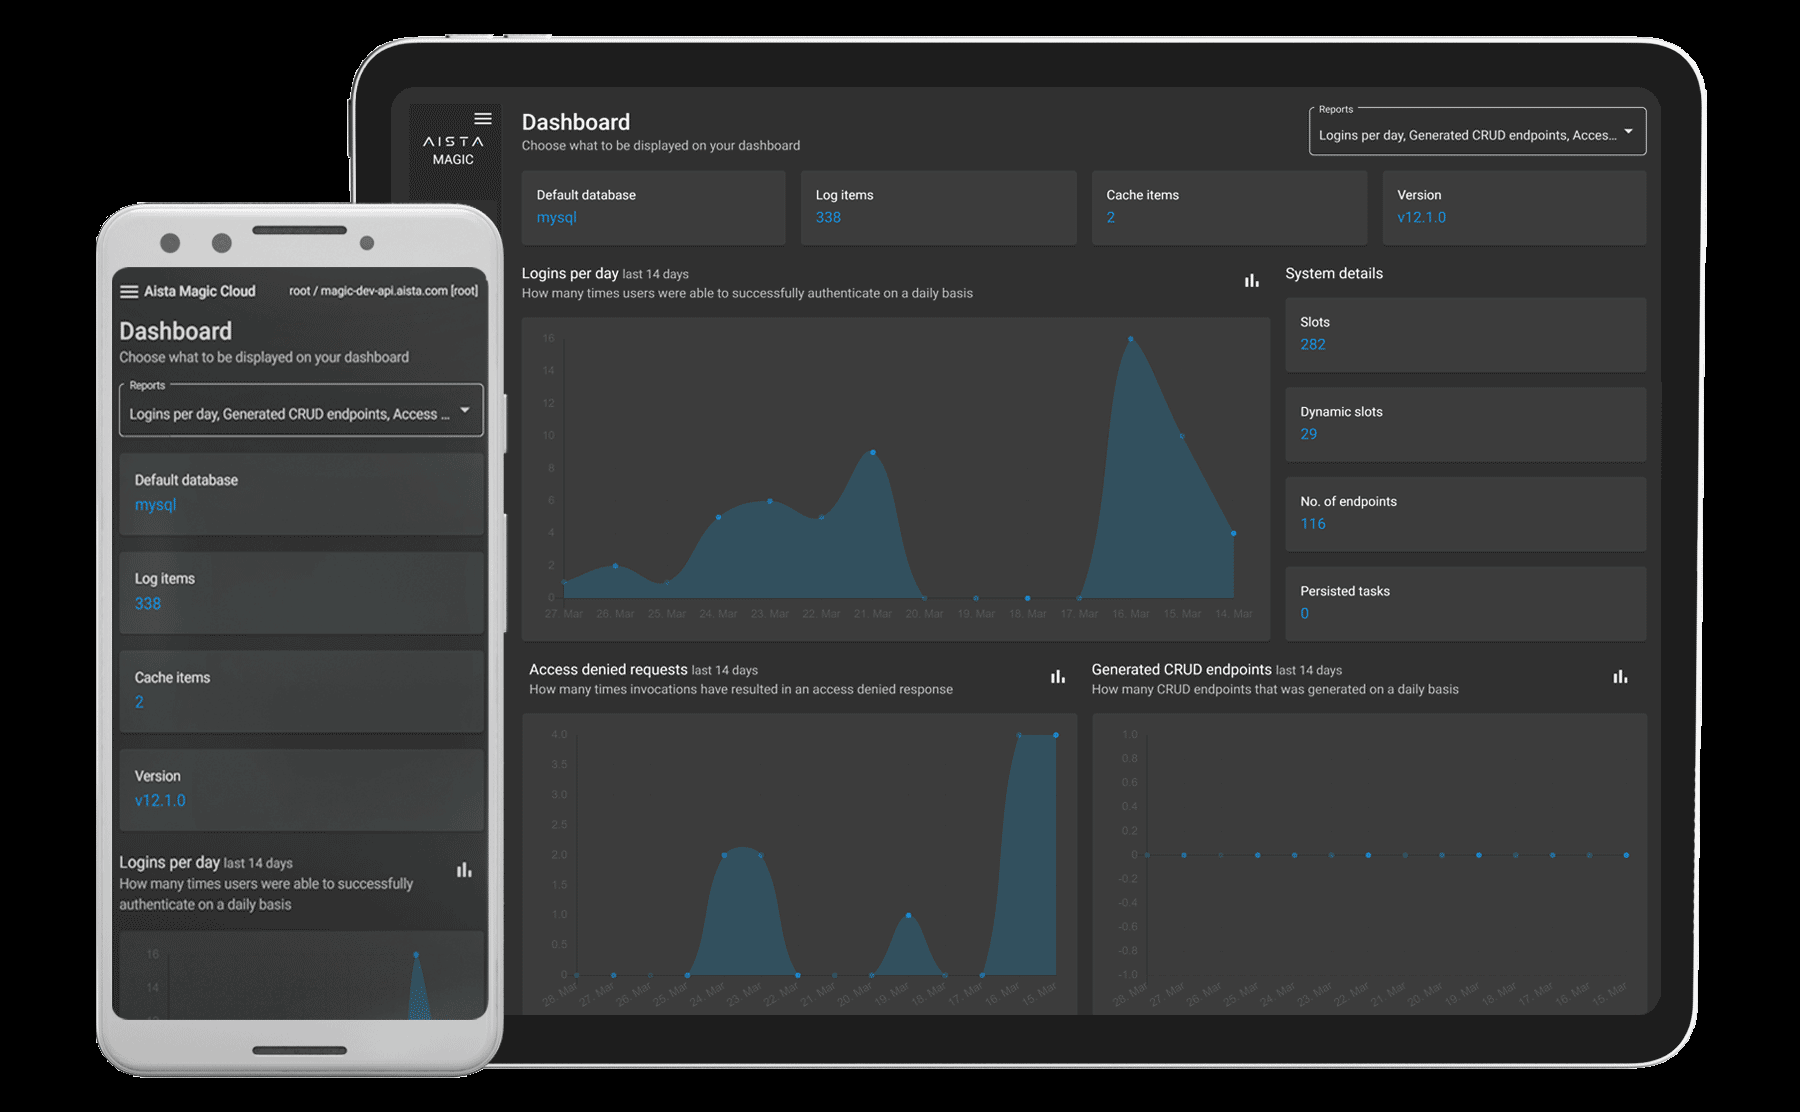 AISTA
MAGIC
Dashboard
Choose what to be displayed on your dashboard
Reports
Logins per day, Generated CRUD endpoints, Acces...
Default database
mysql
Log items
338
Cache items
2
Version
v12.1.0
Logins per day last 14 days
How many times users were able to successfully authenticate on a daily basis
16
14
12
10
8
6
4
2
0
27. Mar 26. Mar 25. Mar 24. Mar 23. Mar 22. Mar 21. Mar 20. Mar 19. Mar 18. Mar 17. Mar 16. Mar 15. Mar 14. Mar
System details
Slots
282
Dynamic slots
29
No. of endpoints
116
Persisted tasks
0
Access denied requests last 14 days
How many times invocations have resulted in an access denied response
4.0
3.5
3.0
2.5
2.0
1.5
1.0
0.5
0
28. Mar 27. Mar 26. Mar 25. Mar 24. Mar 23. Mar 22. Mar 21. Mar 20. Mar 19. Mar 18. Mar 17. Mar 16. Mar 15. Mar
Generated CRUD endpoints last 14 days
How many CRUD endpoints that was generated on a daily basis
1.0
0.8
0.6
0.4
0.2
0
-0.2
-0.4
-0.6
-0.8
-1.0
28. Mar 27. Mar 26. Mar 25. Mar 24. Mar 23. Mar 22. Mar 21. Mar 20. Mar 19. Mar 18. Mar 17. Mar 16. Mar 15. Mar
Aista Magic Cloud
root / magic-dev-api.aista.com [root]
Dashboard
Choose what to be displayed on your dashboard
Reports
Logins per day, Generated CRUD endpoints, Access ...
Default database
mysql
Log items
338
Cache items
2
Version
v12.1.0
Logins per day last 14 days
How many times users were able to successfully
authenticate on a daily basis
16
14